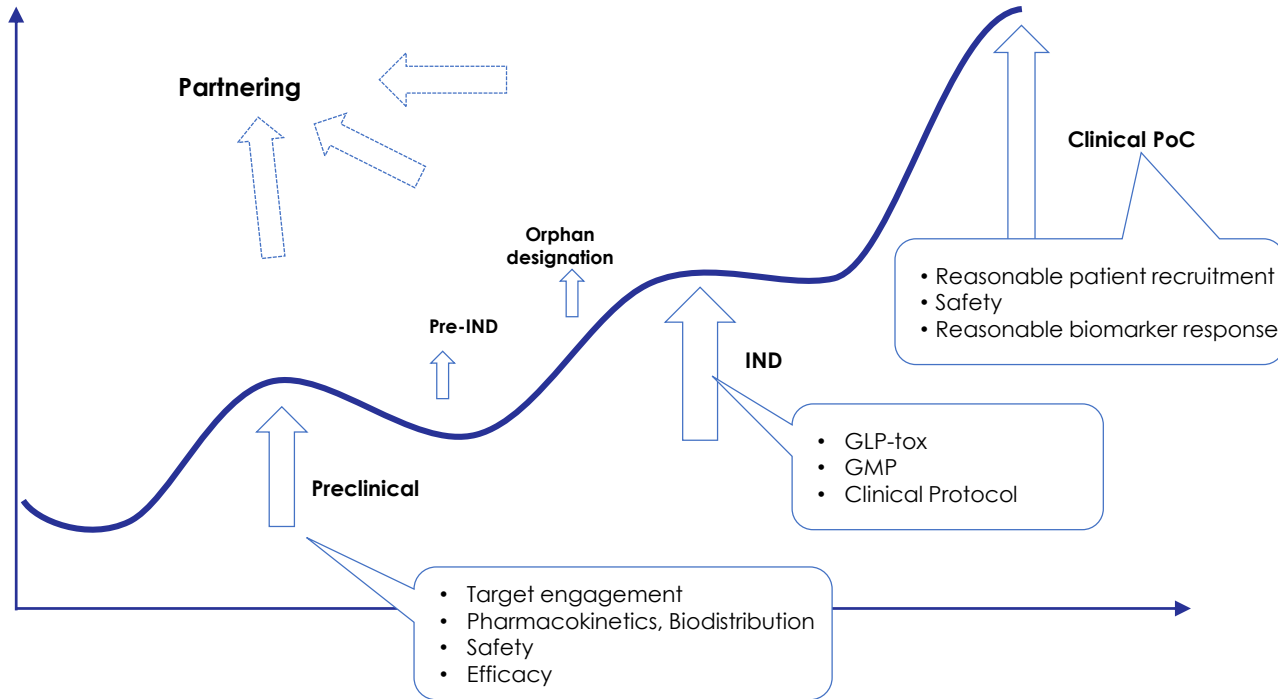 Partnering
Clinical PoC
• Reasonable patient recruitment
• Safety
• Reasonable biomarker response
Orphan
designation
Pre-IND
IND
• GLP-tox
• GMP
• Clinical Protocol
Preclinical
• Target engagement
• Pharmacokinetics, Biodistribution
• Safety
• Efficacy